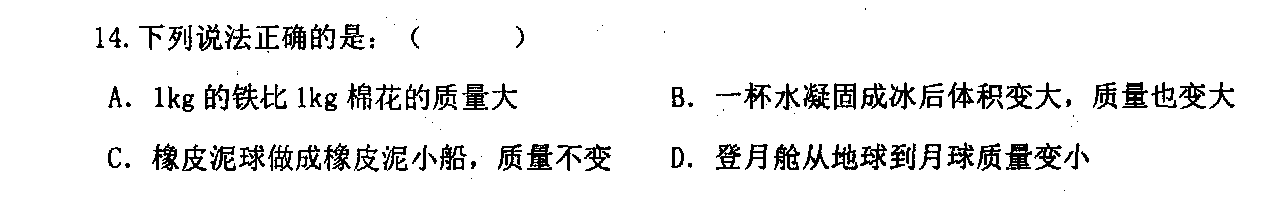 14. 下列说法正确的是：（　　　）
A．1kg 的铁比 1kg 棉花的质量大　　　B．一杯水凝固成冰后体积变大，质量也变大
C．橡皮泥球做成橡皮泥小船，质量不变　　D．登月舱从地球到月球质量变小